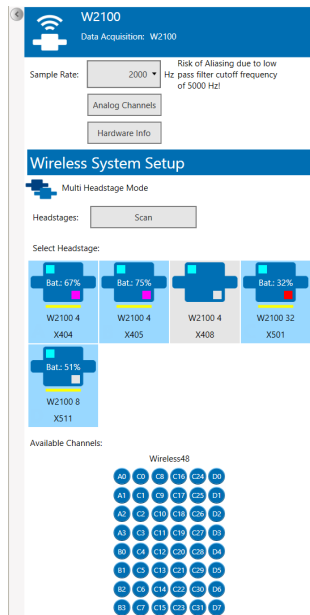 W2100
Data Acquisition: W2100
Sample Rate: 2000 Hz Risk of Aliasing due to low pass filter cutoff frequency of 5000 Hz!
Analog Channels
Hardware Info
Wireless System Setup
Multi Headstage Mode
Headstages: Scan
Select Headstage:
Bat.: 67% Bat.: 75% Bat.: 32%
W2100 4 W2100 4 W2100 4 W2100 32
X404 X405 X408 X501
Bat.: 51%
W2100 8
X511
Available Channels:
Wireless48
A0 C0 C8 C16 C24 D0
A1 C1 C9 C17 C25 D1
A2 C2 C10 C18 C26 D2
A3 C3 C11 C19 C27 D3
B0 C4 C12 C20 C28 D4
B1 C5 C13 C21 C29 D5
B2 C6 C14 C22 C30 D6
B3 C7 C15 C23 C31 D7